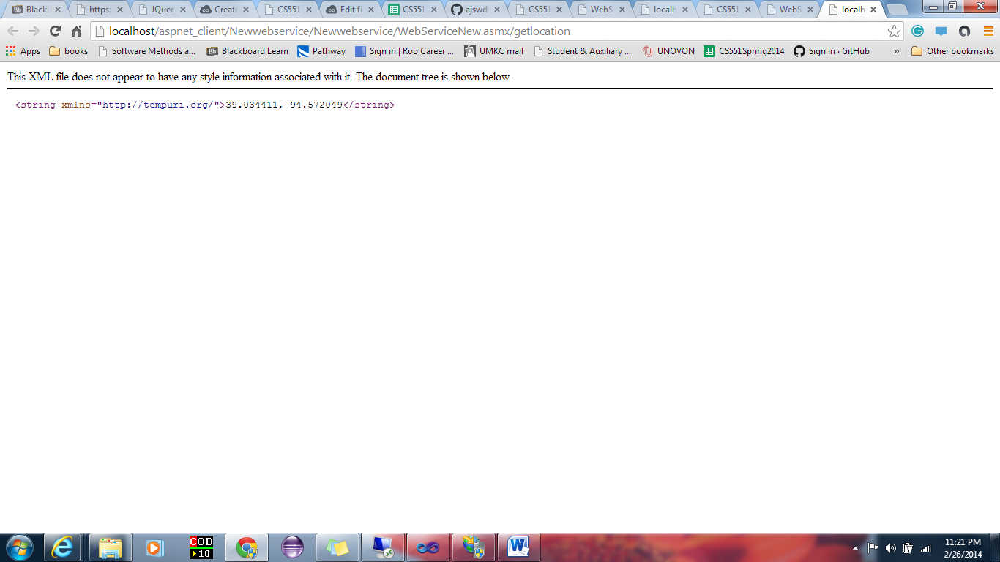 Blackl https: JQuer Create CS551 Edit fi CS551 ajswd CS551 WebS localh CS551 WebS localh
localhost/aspnet_client/Newwebservice/Newwebservice/WebServiceNew.asmx/getlocation
Apps books Software Methods a... Bb Blackboard Learn Pathway Sign in | Roo Career ... UMKC mail Student & Auxiliary ... UNOVON CS551Spring2014 Sign in · GitHub » Other bookmarks
This XML file does not appear to have any style information associated with it. The document tree is shown below.
<string xmlns="http://tempuri.org/">39.034411,-94.572049</string>
COD
10
11:21 PM
2/26/2014